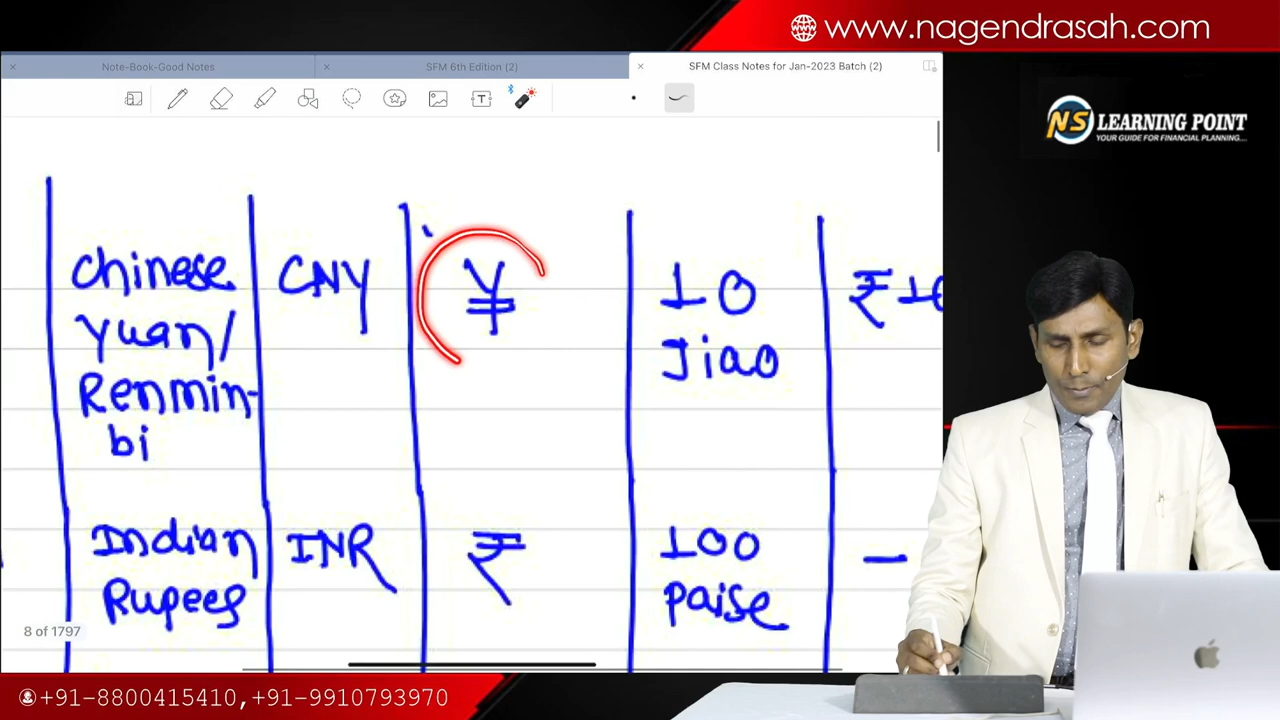 www.nagendrasah.com
Note-Book-Good Notes
SFM 6th Edition (2)
SFM Class Notes for Jan-2023 Batch (2)
NS LEARNING POINT
YOUR GUIDE FOR FINANCIAL PLANNING....
Chinese CNY ¥ 10 ₹10
Yuan/ Jiao
Renmin-
bi
Indian INR ₹ 100 –
Rupees Paise
8 of 1797
+91-8800415410,+91-9910793970